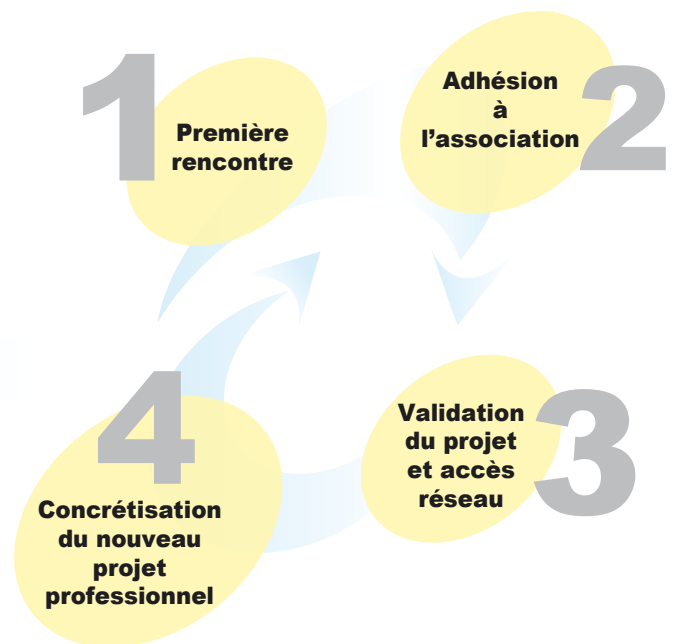 1
Première
rencontre
2
Adhésion
à
l’association
3
Validation
du projet
et accès
réseau
4
Concrétisation
du nouveau
projet
professionnel